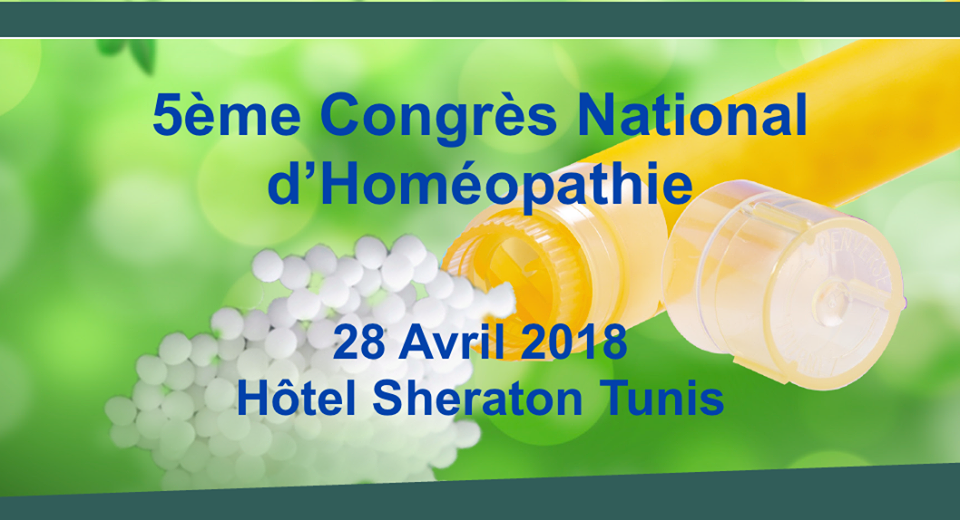 5ème Congrès National
d’Homéopathie
28 Avril 2018
Hôtel Sheraton Tunis